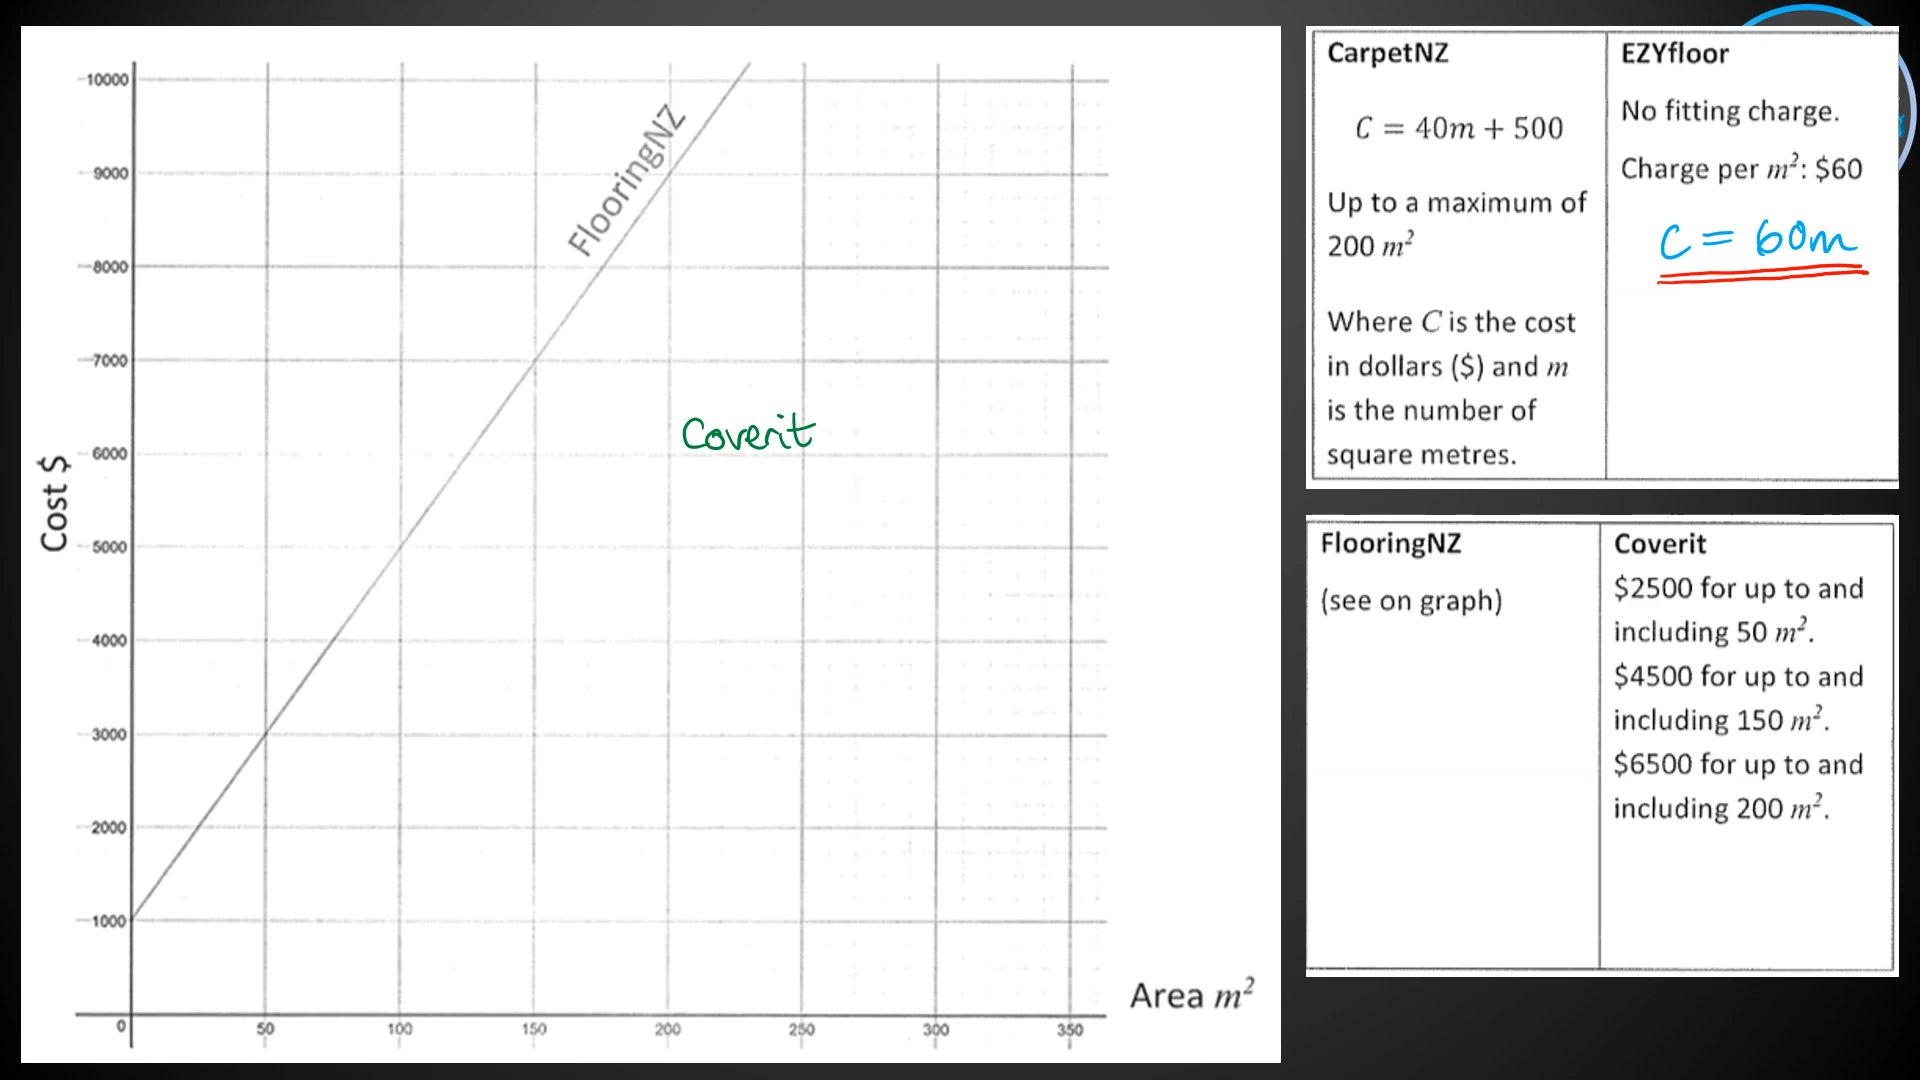 10000
9000
8000
7000
6000
5000
4000
3000
2000
1000
0
50
100
150
200
250
300
350
Cost $
Area m²
FlooringNZ
Coverit
CarpetNZ
C = 40m + 500
Up to a maximum of
200 m²
Where C is the cost
in dollars ($) and m
is the number of
square metres.
EZYfloor
No fitting charge.
Charge per m²: $60
C = 60m
FlooringNZ
(see on graph)
Coverit
$2500 for up to and
including 50 m².
$4500 for up to and
including 150 m².
$6500 for up to and
including 200 m².